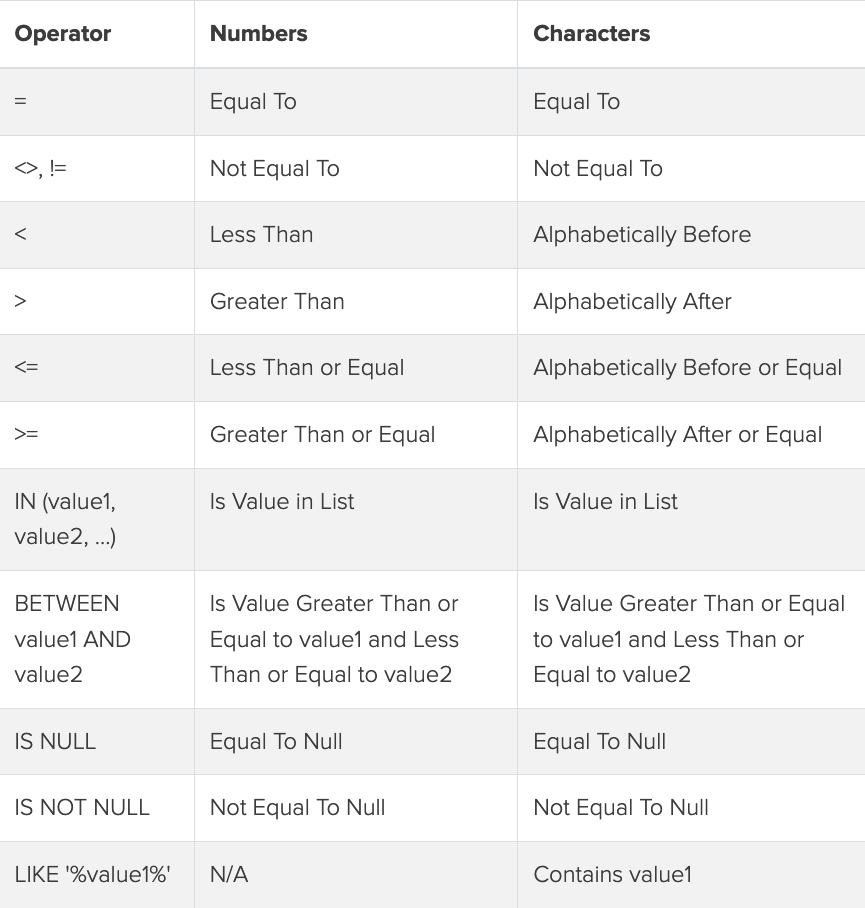 Operator Numbers Characters
= Equal To Equal To
<>, != Not Equal To Not Equal To
< Less Than Alphabetically Before
> Greater Than Alphabetically After
<= Less Than or Equal Alphabetically Before or Equal
>= Greater Than or Equal Alphabetically After or Equal
IN (value1, Is Value in List Is Value in List
value2, ...)
BETWEEN Is Value Greater Than or Is Value Greater Than or Equal
value1 AND Equal to value1 and Less to value1 and Less Than or
value2 Than or Equal to value2 Equal to value2
IS NULL Equal To Null Equal To Null
IS NOT NULL Not Equal To Null Not Equal To Null
LIKE '%value1%' N/A Contains value1